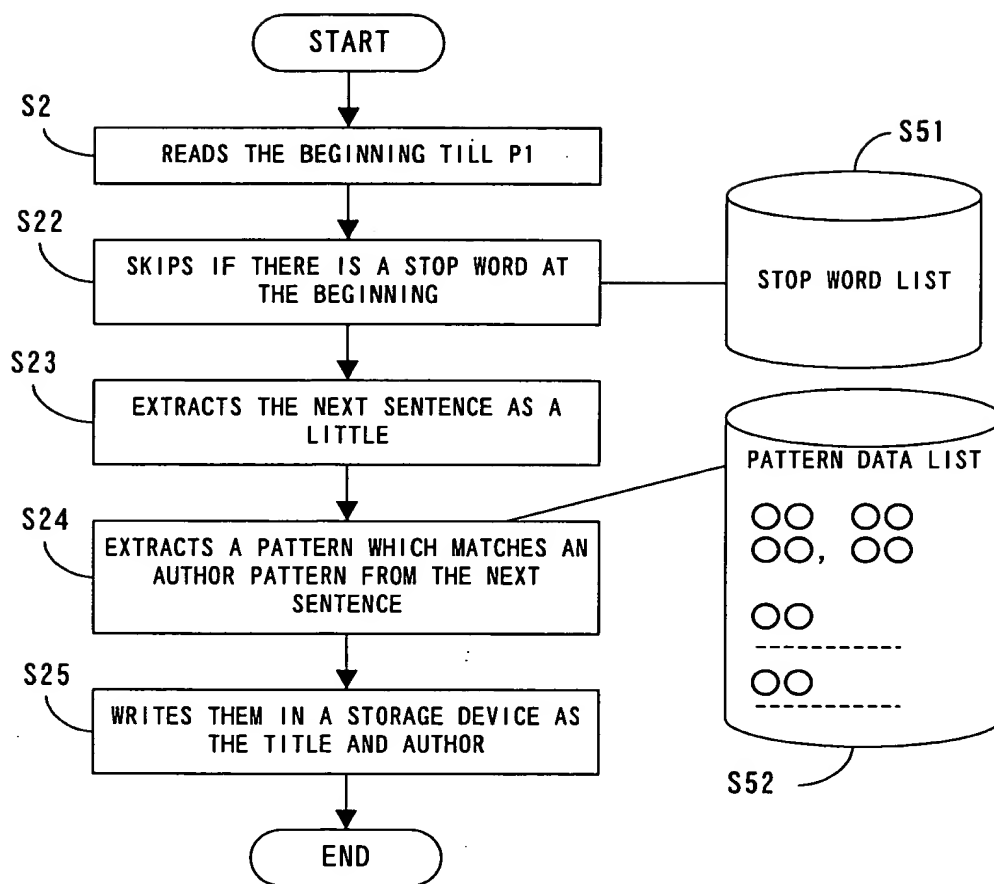 START
S2
READS THE BEGINNING TILL P1
S22
SKIPS IF THERE IS A STOP WORD AT
THE BEGINNING
S51
STOP WORD LIST
S23
EXTRACTS THE NEXT SENTENCE AS A
LITTLE
S24
EXTRACTS A PATTERN WHICH MATCHES AN
AUTHOR PATTERN FROM THE NEXT
SENTENCE
PATTERN DATA LIST
○○ ○○
○○, ○○
○○
○○
S52
S25
WRITES THEM IN A STORAGE DEVICE AS
THE TITLE AND AUTHOR
END